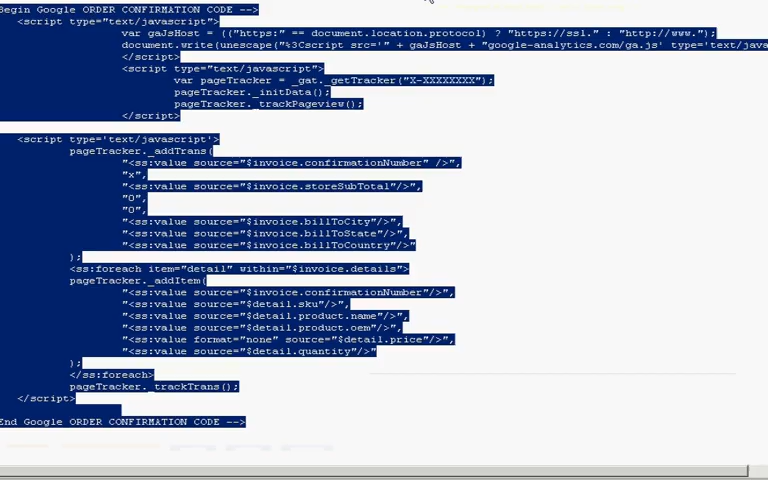 Begin Google ORDER CONFIRMATION CODE -->
<script type="text/javascript">
var gaJsHost = (("https:" == document.location.protocol) ? "https://ssl." : "http://www.");
document.write(unescape("%3Cscript src='" + gaJsHost + "google-analytics.com/ga.js' type='text/java
</script>
<script type="text/javascript">
var pageTracker = _gat._getTracker("X-XXXXXXXX");
pageTracker._initData();
pageTracker._trackPageview();
</script>
<script type='text/javascript'>
pageTracker._addTrans(
"<ss:value source="$invoice.confirmationNumber" />",
"x",
"<ss:value source="$invoice.storeSubTotal"/>",
"0",
"0",
"<ss:value source="$invoice.billToCity"/>",
"<ss:value source="$invoice.billToState"/>",
"<ss:value source="$invoice.billToCountry"/>"
);
<ss:foreach item="detail" within="$invoice.details">
pageTracker._addItem(
"<ss:value source="$invoice.confirmationNumber"/>",
"<ss:value source="$detail.sku"/>",
"<ss:value source="$detail.product.name"/>",
"<ss:value source="$detail.product.oem"/>",
"<ss:value format="none" source="$detail.price"/>",
"<ss:value source="$detail.quantity"/>"
);
</ss:foreach>
pageTracker._trackTrans();
</script>
End Google ORDER CONFIRMATION CODE -->